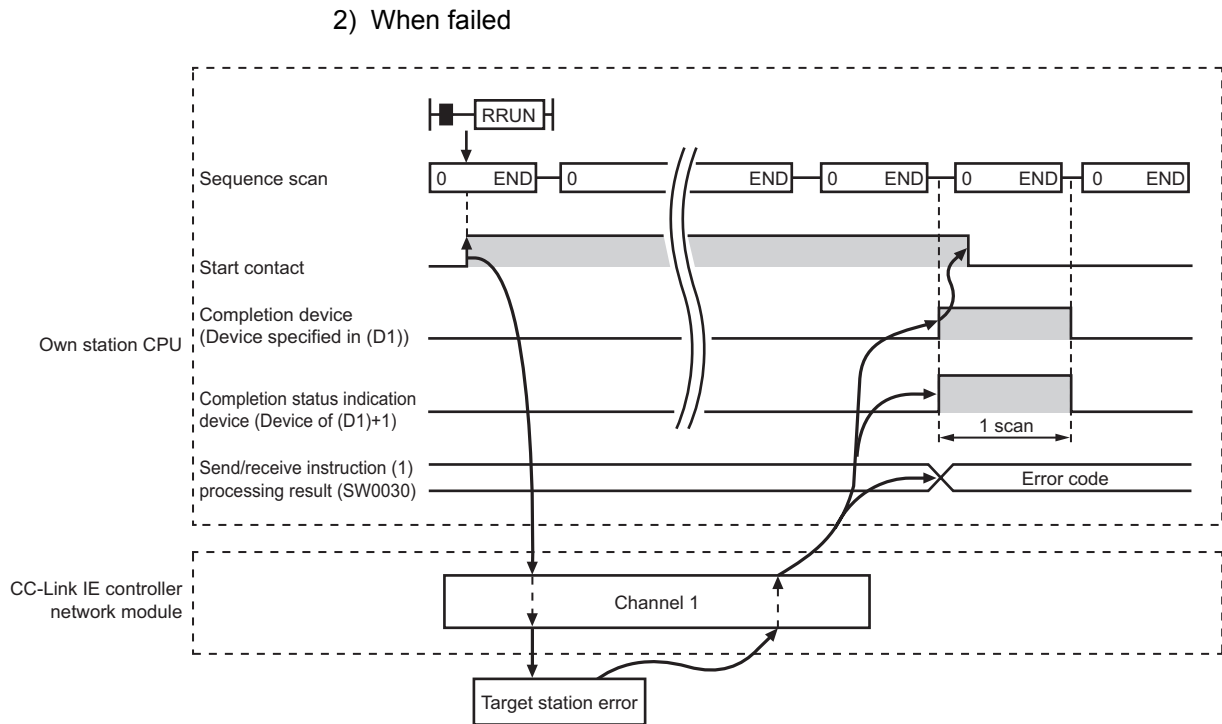 2) When failed
RRUN
Sequence scan
0 END 0 END 0 END 0 END 0 END
Start contact
Completion device
(Device specified in (D1))
Own station CPU
Completion status indication
device (Device of (D1)+1)
1 scan
Send/receive instruction (1)
processing result (SW0030)
Error code
CC-Link IE controller
network module
Channel 1
Target station error